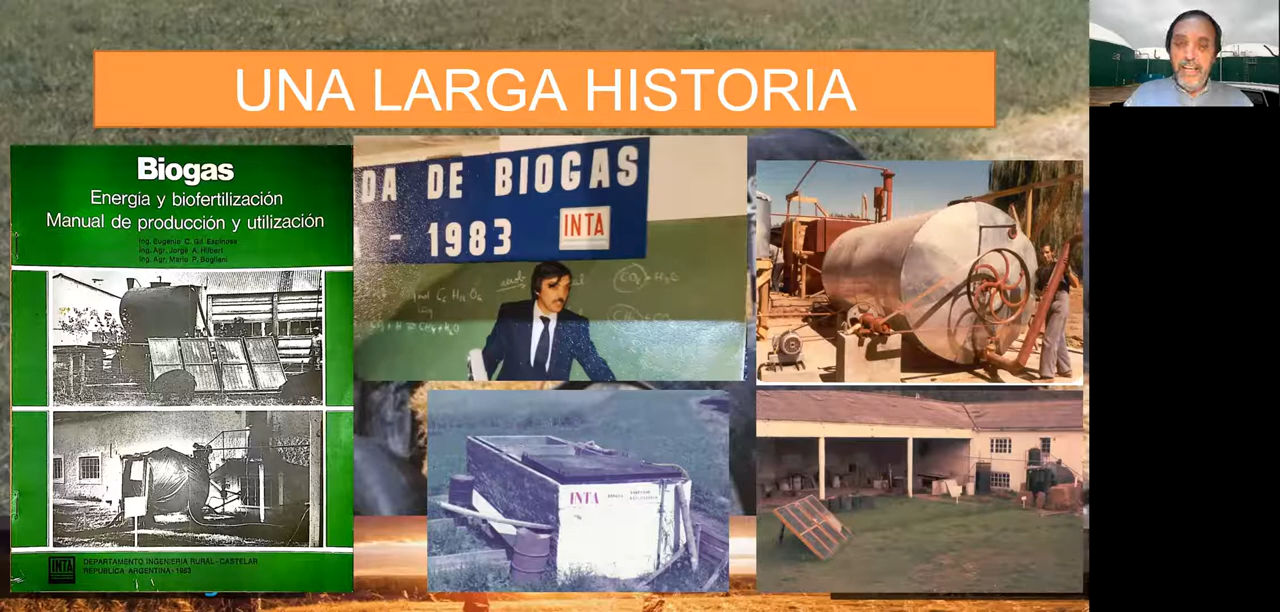 UNA LARGA HISTORIA
Biogas
Energía y biofertilización
Manual de producción y utilización
Ing. Eugenio C. Gil Espinosa
Ing. Agr. Jorge A. Hilbert
Ing. Agr. Mario P. Bogliani
INTA
DEPARTAMENTO INGENIERIA RURAL - CASTELAR
REPUBLICA ARGENTINA - 1983
DA DE BIOGAS
- 1983
INTA
INTA